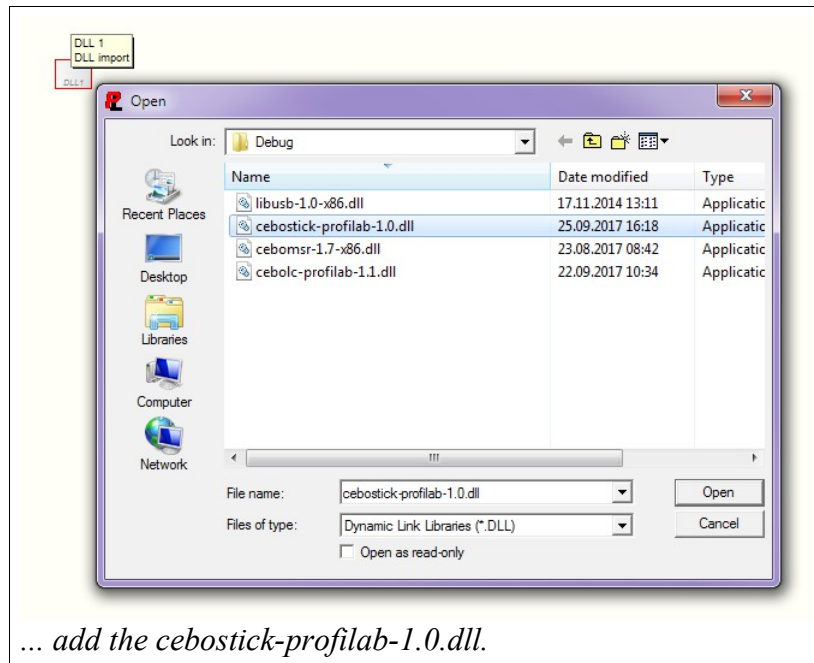 DLL 1
DLL import
DLL1
Open
Look in: Debug
Name Date modified Type
libusb-1.0-x86.dll 17.11.2014 13:11 Applicatic
cebostick-profilab-1.0.dll 25.09.2017 16:18 Applicatic
cebomsr-1.7-x86.dll 23.08.2017 08:42 Applicatic
cebolc-profilab-1.1.dll 22.09.2017 10:34 Applicatic
Recent Places
Desktop
Libraries
Computer
Network
File name: cebostick-profilab-1.0.dll Open
Files of type: Dynamic Link Libraries (*.DLL) Cancel
Open as read-only
... add the cebostick-profilab-1.0.dll.